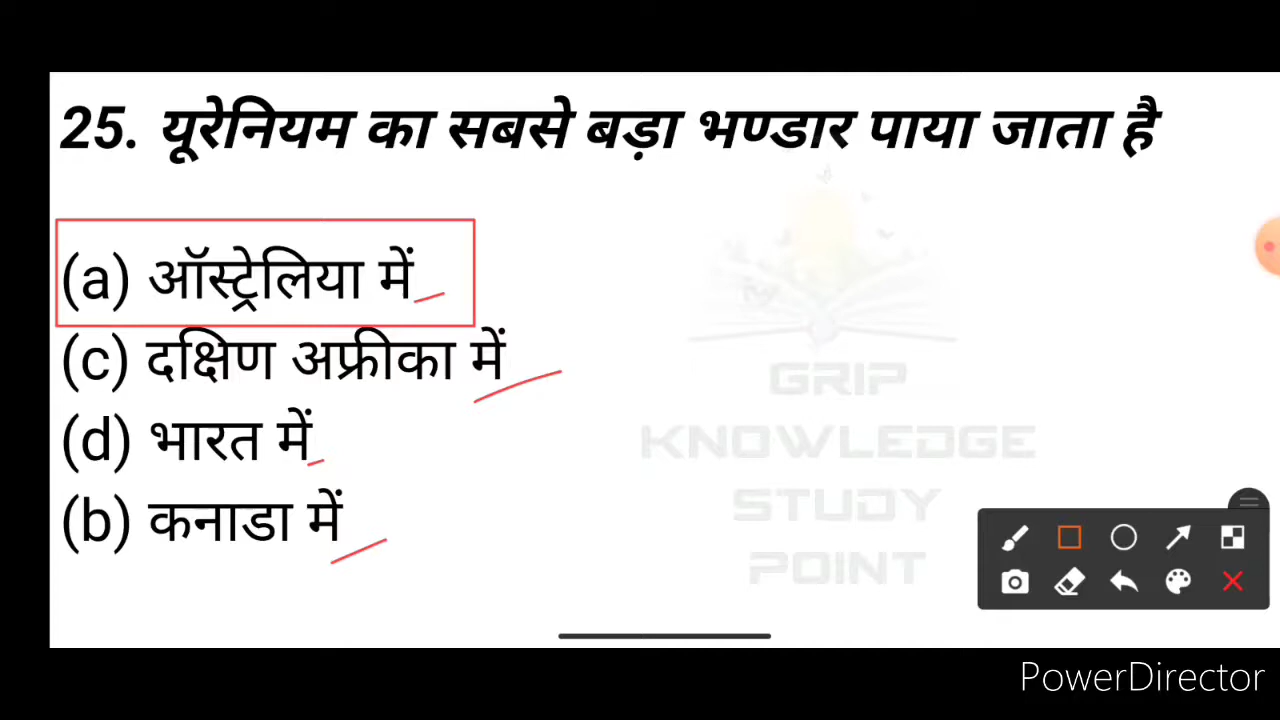 25. यूरेनियम का सबसे बड़ा भण्डार पाया जाता है
(a) ऑस्ट्रेलिया में
(c) दक्षिण अफ्रीका में
(d) भारत में
(b) कनाडा में
GRIP
KNOWLEDGE
STUDY
POINT
PowerDirector